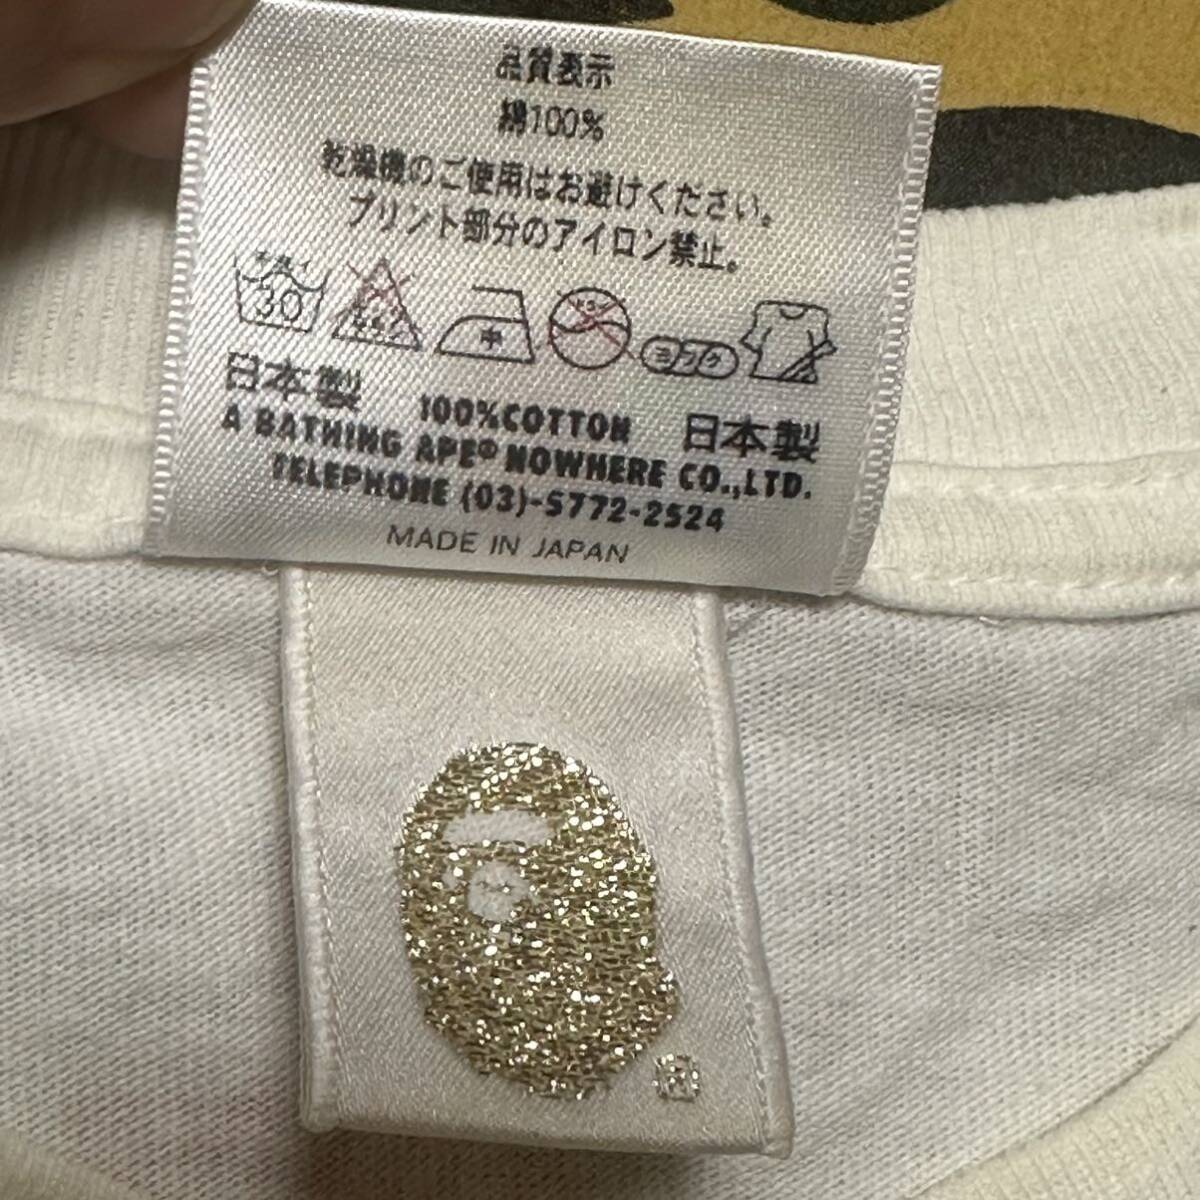 品質表示
綿100%
乾燥機のご使用はお避けください。
プリント部分のアイロン禁止。
30 中 ヨワク
日本製 100%COTTON 日本製
A BATHING APE® NOWHERE CO.,LTD.
TELEPHONE (03)-5772-2524
MADE IN JAPAN